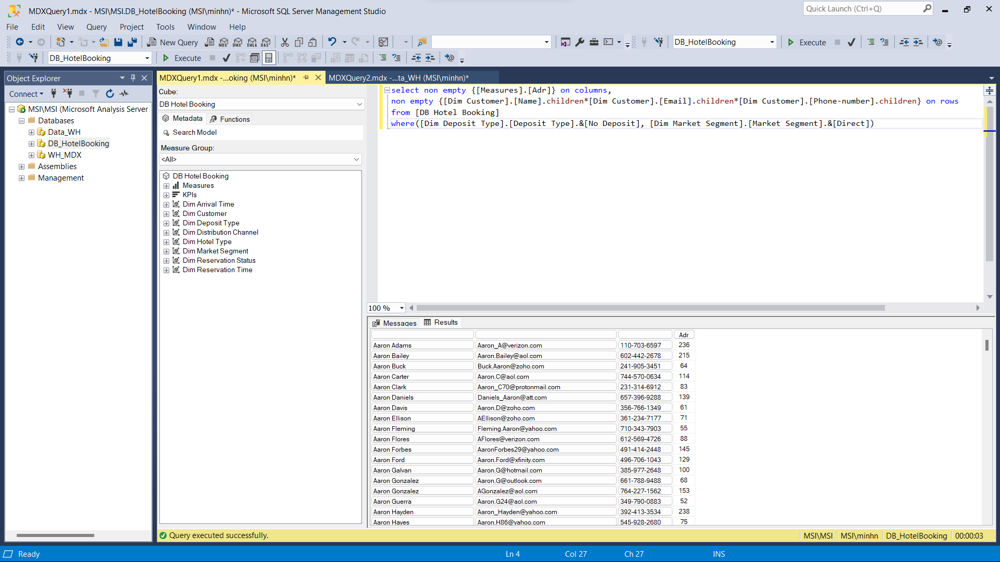 MDXQuery1.mdx - MSI\MSI.DB_HotelBooking (MSI\minhn)* - Microsoft SQL Server Management Studio
Quick Launch (Ctrl+Q)
File Edit View Query Project Tools Window Help
New Query MDX DMX XMLA DAX DB_HotelBooking Execute
DB_HotelBooking Execute
Object Explorer
Connect
MSI\MSI (Microsoft Analysis Server
Databases
Data_WH
DB_HotelBooking
WH_MDX
Assemblies
Management
MDXQuery1.mdx -...oking (MSI\minhn)* MDXQuery2.mdx -...ta_WH (MSI\minhn)*
Cube:
DB Hotel Booking
Metadata Functions
Search Model
Measure Group:
<All>
DB Hotel Booking
Measures
KPIs
Dim Arrival Time
Dim Customer
Dim Deposit Type
Dim Distribution Channel
Dim Hotel Type
Dim Market Segment
Dim Reservation Status
Dim Reservation Time
select non empty {[Measures].[Adr]} on columns,
non empty {[Dim Customer].[Name].children*[Dim Customer].[Email].children*[Dim Customer].[Phone-number].children} on rows
from [DB Hotel Booking]
where([Dim Deposit Type].[Deposit Type].&[No Deposit], [Dim Market Segment].[Market Segment].&[Direct])
100 %
Messages Results
Adr
Aaron Adams Aaron_A@verizon.com 110-703-6597 236
Aaron Bailey Aaron.Bailey@aol.com 602-442-2678 215
Aaron Buck Buck.Aaron@zoho.com 241-905-3451 64
Aaron Carter Aaron.C@aol.com 744-570-0634 114
Aaron Clark Aaron_C70@protonmail.com 231-314-6912 83
Aaron Daniels Daniels_Aaron@att.com 657-396-9288 139
Aaron Davis Aaron.D@zoho.com 356-766-1349 61
Aaron Ellison AEllison@zoho.com 361-234-7177 71
Aaron Fleming Fleming.Aaron@yahoo.com 710-343-7903 55
Aaron Flores AFlores@verizon.com 612-569-4726 88
Aaron Forbes AaronForbes29@yahoo.com 491-414-2448 145
Aaron Ford Aaron.Ford@xfinity.com 496-706-1043 129
Aaron Galvan Aaron.G@hotmail.com 385-977-2648 100
Aaron Gonzalez Aaron.G@outlook.com 661-788-9488 68
Aaron Gonzalez AGonzalez@aol.com 764-227-1562 153
Aaron Guerra Aaron.G24@aol.com 349-790-0883 52
Aaron Hayden Aaron_Hayden@yahoo.com 392-413-3534 238
Aaron Hayes Aaron.H86@yahoo.com 545-928-2680 75
Query executed successfully. MSI\MSI MSI\minhn DB_HotelBooking 00:00:03
Ready Ln 4 Col 27 Ch 27 INS